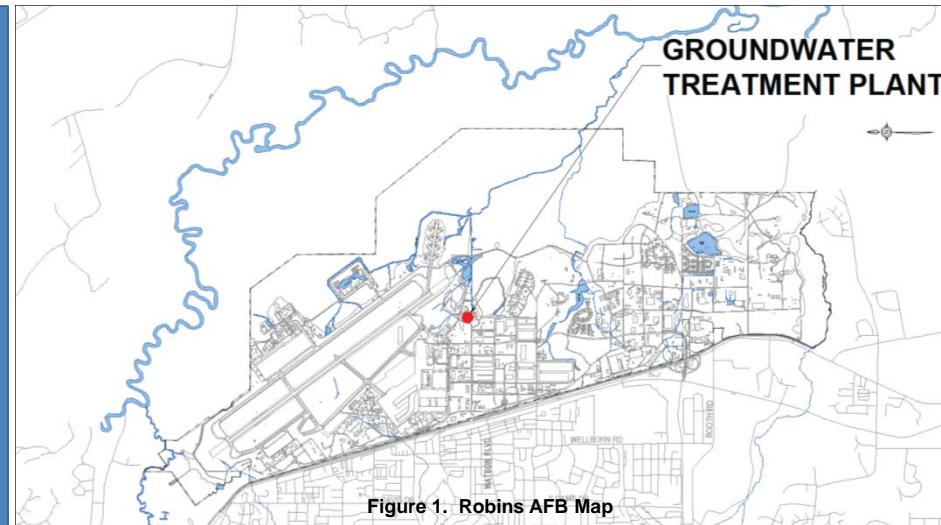 GROUNDWATER
TREATMENT PLANT
WELLBORN RD
BOOTH RD
WATSON BLVD
Figure 1. Robins AFB Map